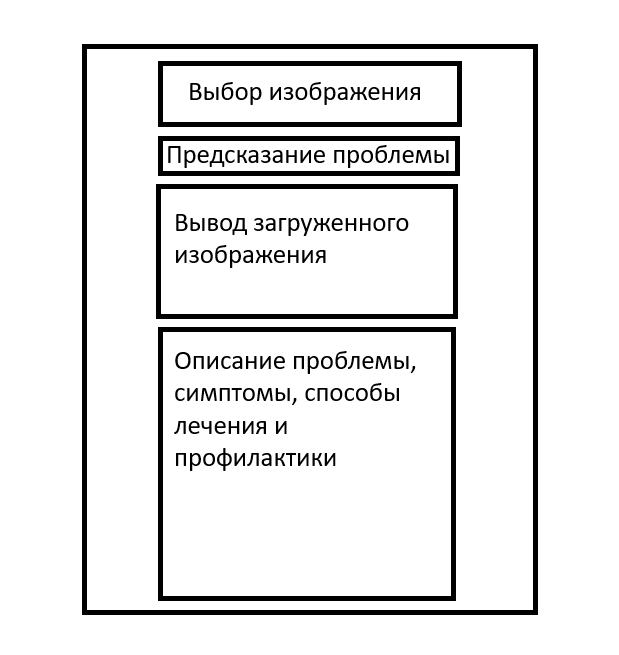 Выбор изображения
Предсказание проблемы
Вывод загруженного
изображения
Описание проблемы,
симптомы, способы
лечения и
профилактики